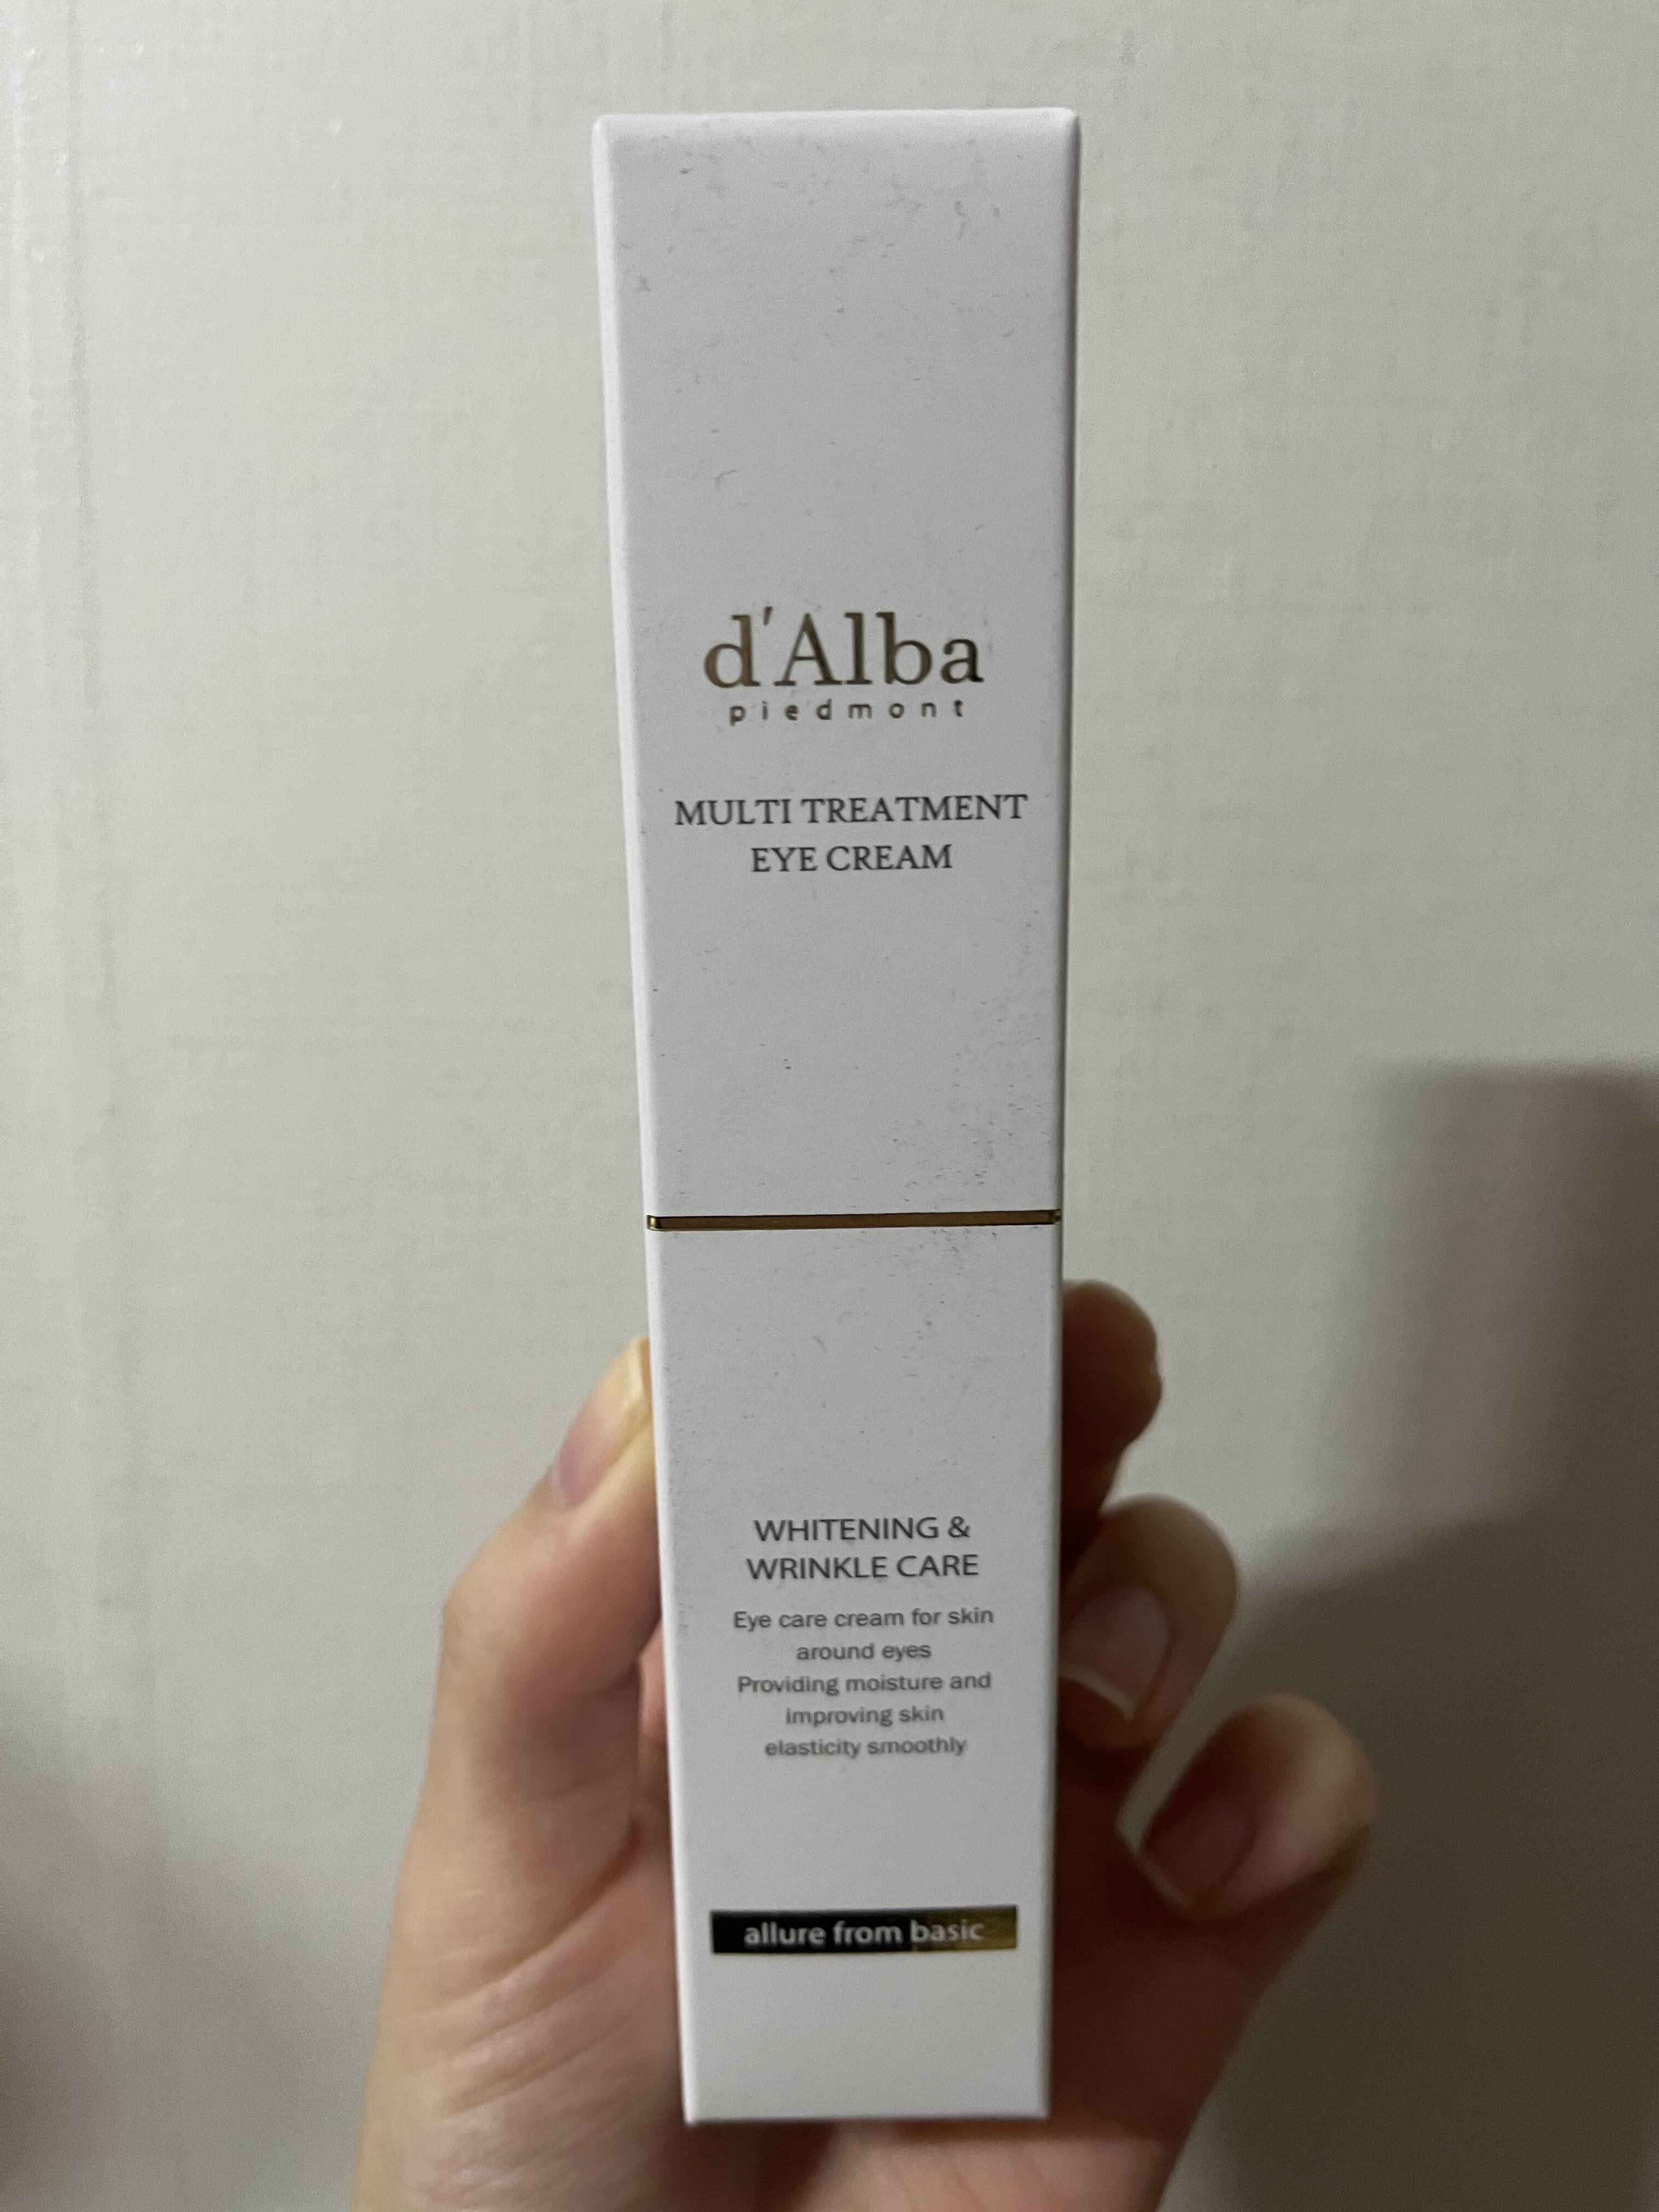 d'Alba
piedmont
MULTI TREATMENT
EYE CREAM
WHITENING &
WRINKLE CARE
Eye care cream for skin
around eyes
Providing moisture and
improving skin
elasticity smoothly
allure from basic